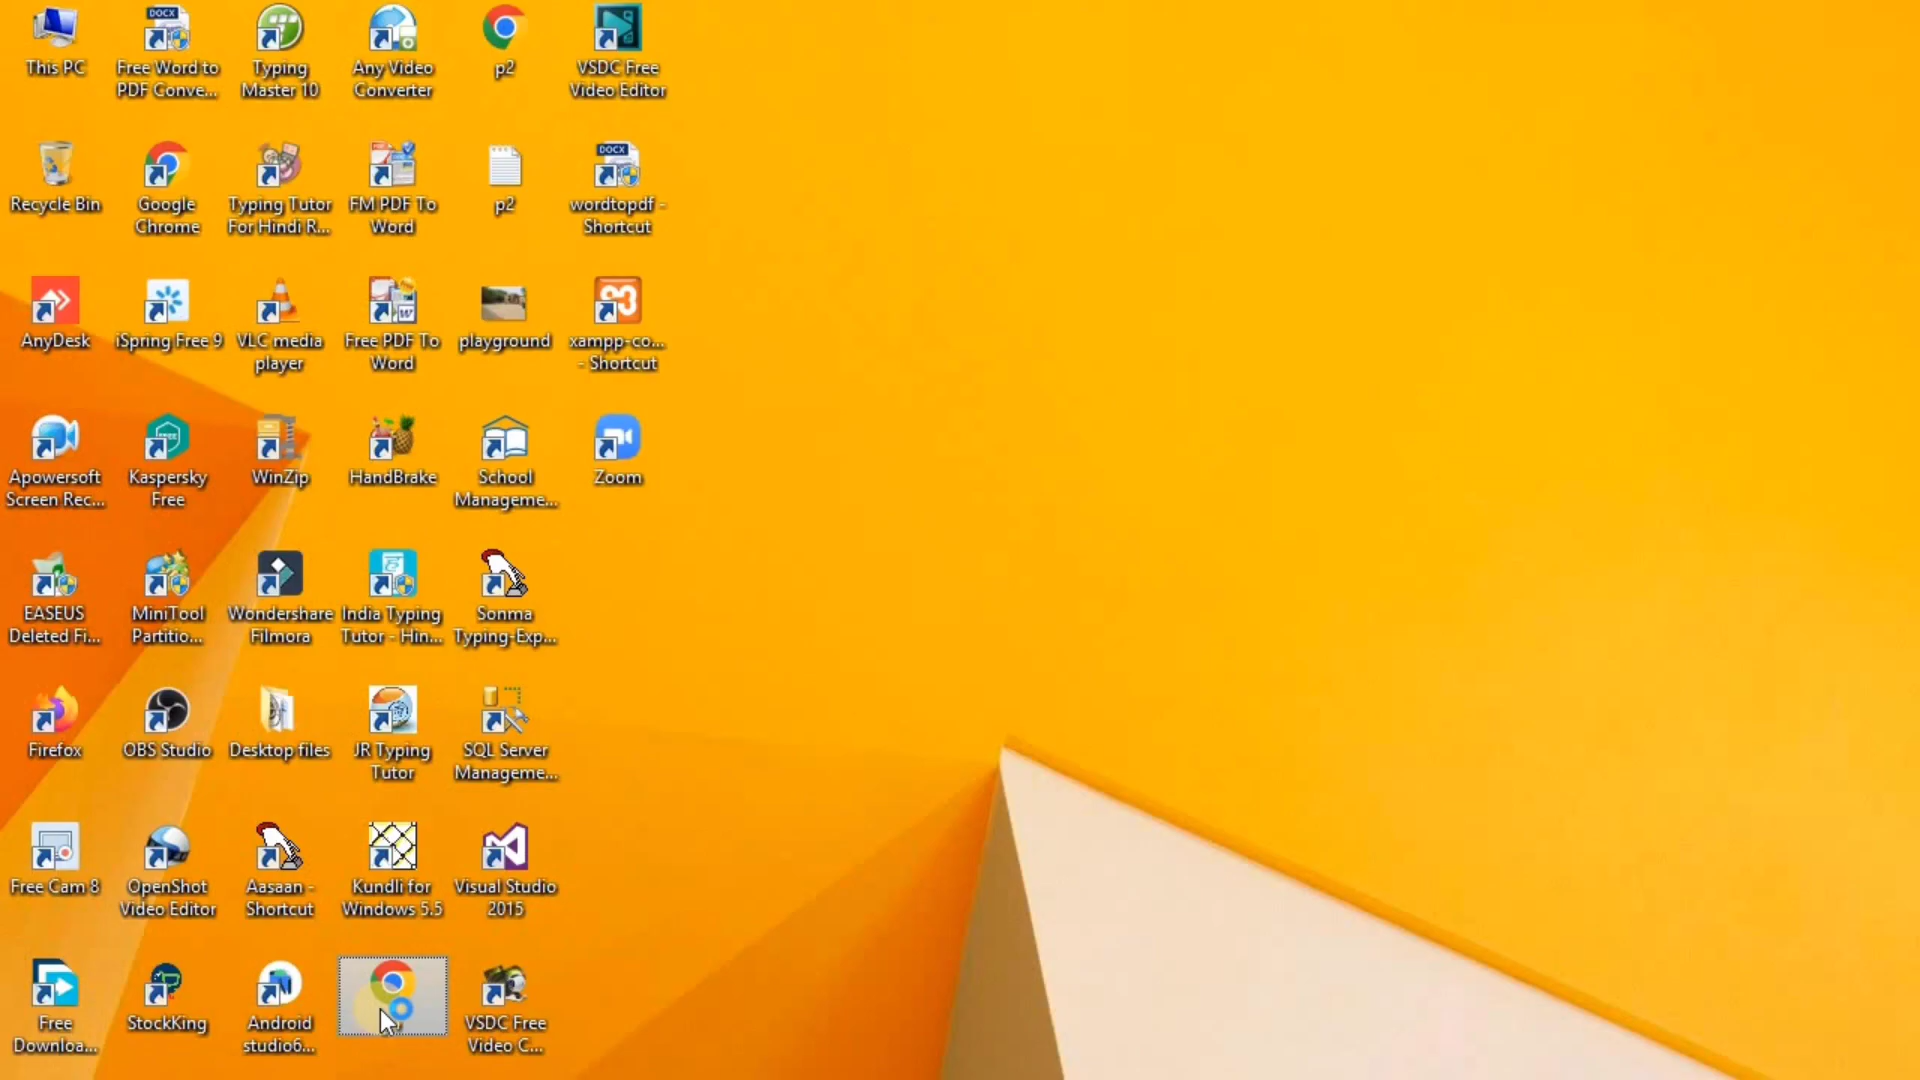 This PC
Free Word to
PDF Conve...
Typing
Master 10
Any Video
Converter
p2
VSDC Free
Video Editor
DOCX
Recycle Bin
Google
Chrome
Typing Tutor
For Hindi R...
FM PDF To
Word
p2
DOCX
wordtopdf -
Shortcut
AnyDesk
iSpring Free 9
VLC media
player
Free PDF To
Word
playground
xampp-co...
- Shortcut
Apowersoft
Screen Rec...
FREE
Kaspersky
Free
WinZip
HandBrake
School
Manageme...
Zoom
EASEUS
Deleted Fi...
MiniTool
Partitio...
Wondershare
Filmora
India Typing
Tutor - Hin...
Sonma
Typing-Exp...
Firefox
OBS Studio
Desktop files
JR Typing
Tutor
SQL Server
Manageme...
Free Cam 8
OpenShot
Video Editor
Aasaan -
Shortcut
Kundli for
Windows 5.5
Visual Studio
2015
Free
Downloa...
StockKing
Android
studio6...
VSDC Free
Video C...